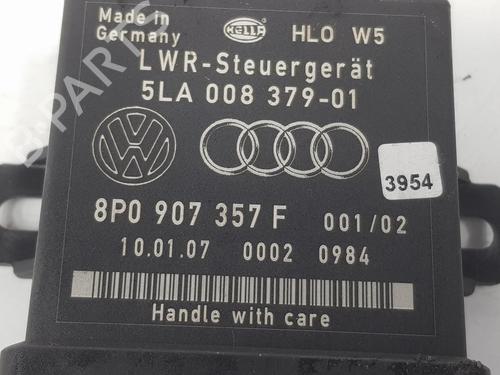 Made in
Germany
HELLA
HLO W5
LWR-Steuergerät
5LA 008 379-01
3954
8P0 907 357 F 001/02
10.01.07 0002 0984
Handle with care
B-PARTS